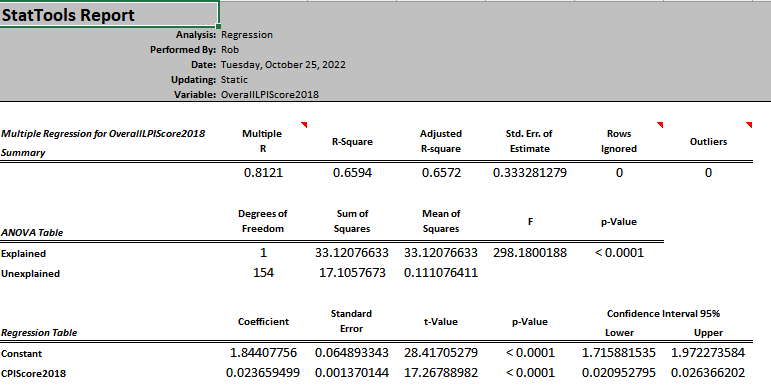 StatTools Report
Analysis: Regression
Performed By: Rob
Date: Tuesday, October 25, 2022
Updating: Static
Variable: OverallLPIScore2018
Multiple Regression for OverallLPIScore2018 Multiple R-Square Adjusted Std. Err. of Rows Outliers
Summary R R-square Estimate Ignored
0.8121 0.6594 0.6572 0.333281279 0 0
Degrees of Sum of Mean of F p-Value
ANOVA Table Freedom Squares Squares
Explained 1 33.12076633 33.12076633 298.1800188 < 0.0001
Unexplained 154 17.1057673 0.111076411
Coefficient Standard t-Value p-Value Confidence Interval 95%
Regression Table Error Lower Upper
Constant 1.84407756 0.064893343 28.41705279 < 0.0001 1.715881535 1.972273584
CPIScore2018 0.023659499 0.001370144 17.26788982 < 0.0001 0.020952795 0.026366202